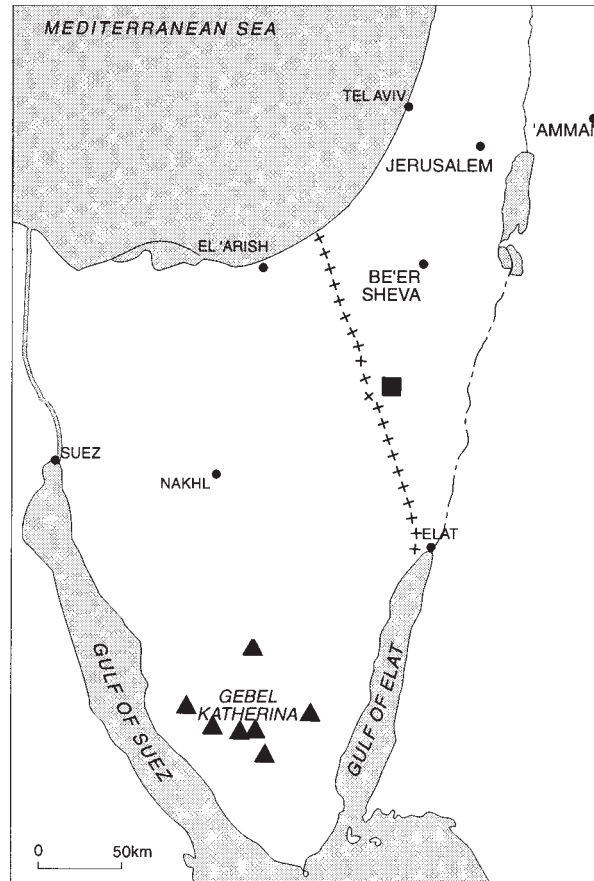 MEDITERRANEAN SEA
TEL AVIV
'AMMAN
JERUSALEM
EL 'ARISH
BE'ER
SHEVA
SUEZ
NAKHL
ELAT
GEBEL
KATHERINA
GULF OF SUEZ
GULF OF ELAT
0 50km